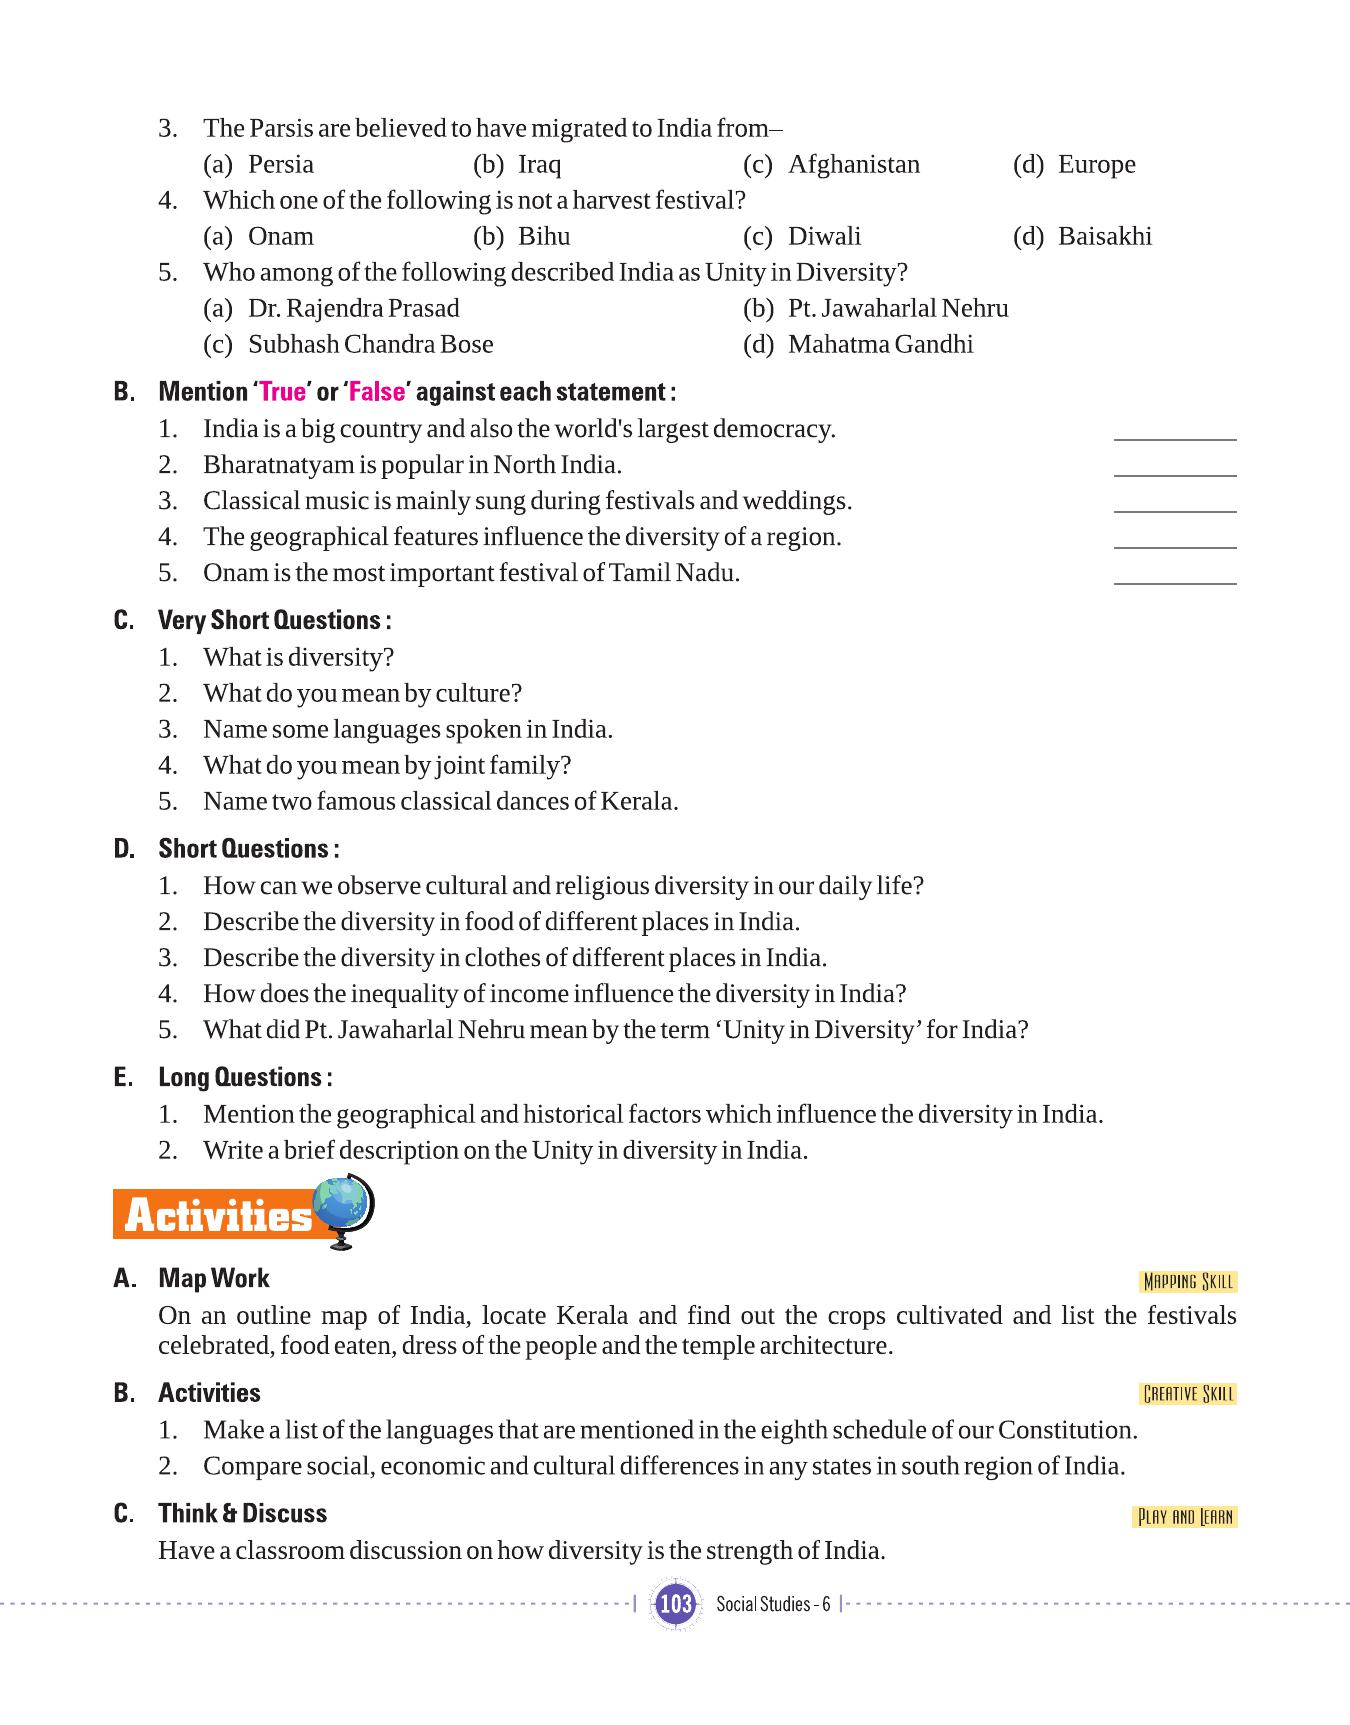 3. The Parsis are believed to have migrated to India from–
(a) Persia (b) Iraq (c) Afghanistan (d) Europe
4. Which one of the following is not a harvest festival?
(a) Onam (b) Bihu (c) Diwali (d) Baisakhi
5. Who among of the following described India as Unity in Diversity?
(a) Dr. Rajendra Prasad (b) Pt. Jawaharlal Nehru
(c) Subhash Chandra Bose (d) Mahatma Gandhi
B. Mention ‘True’ or ‘False’ against each statement :
1. India is a big country and also the world's largest democracy.
2. Bharatnatyam is popular in North India.
3. Classical music is mainly sung during festivals and weddings.
4. The geographical features influence the diversity of a region.
5. Onam is the most important festival of Tamil Nadu.
C. Very Short Questions :
1. What is diversity?
2. What do you mean by culture?
3. Name some languages spoken in India.
4. What do you mean by joint family?
5. Name two famous classical dances of Kerala.
D. Short Questions :
1. How can we observe cultural and religious diversity in our daily life?
2. Describe the diversity in food of different places in India.
3. Describe the diversity in clothes of different places in India.
4. How does the inequality of income influence the diversity in India?
5. What did Pt. Jawaharlal Nehru mean by the term ‘Unity in Diversity’ for India?
E. Long Questions :
1. Mention the geographical and historical factors which influence the diversity in India.
2. Write a brief description on the Unity in diversity in India.
Activities
A. Map Work MAPPING SKILL
On an outline map of India, locate Kerala and find out the crops cultivated and list the festivals
celebrated, food eaten, dress of the people and the temple architecture.
B. Activities CREATIVE SKILL
1. Make a list of the languages that are mentioned in the eighth schedule of our Constitution.
2. Compare social, economic and cultural differences in any states in south region of India.
C. Think & Discuss PLAY AND LEARN
Have a classroom discussion on how diversity is the strength of India.
103 Social Studies - 6